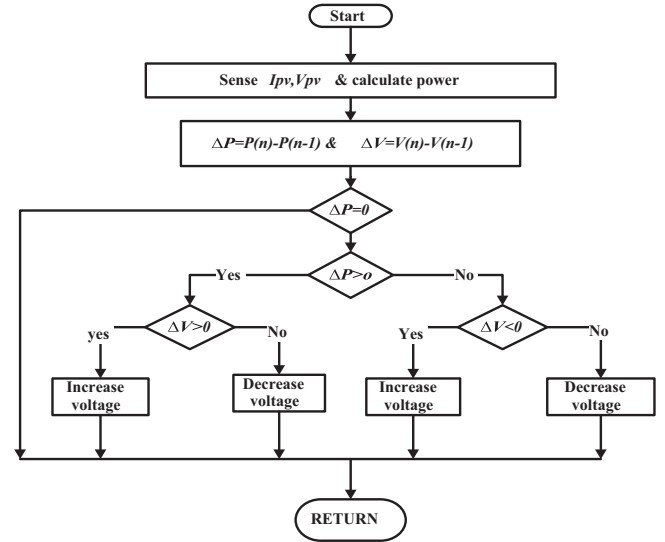 Start
Sense Ipv,Vpv & calculate power
ΔP=P(n)-P(n-1) & ΔV=V(n)-V(n-1)
ΔP=0
ΔP>o
Yes
No
ΔV>0
ΔV<0
yes
No
Yes
No
Increase
voltage
Decrease
voltage
Increase
voltage
Decrease
voltage
RETURN